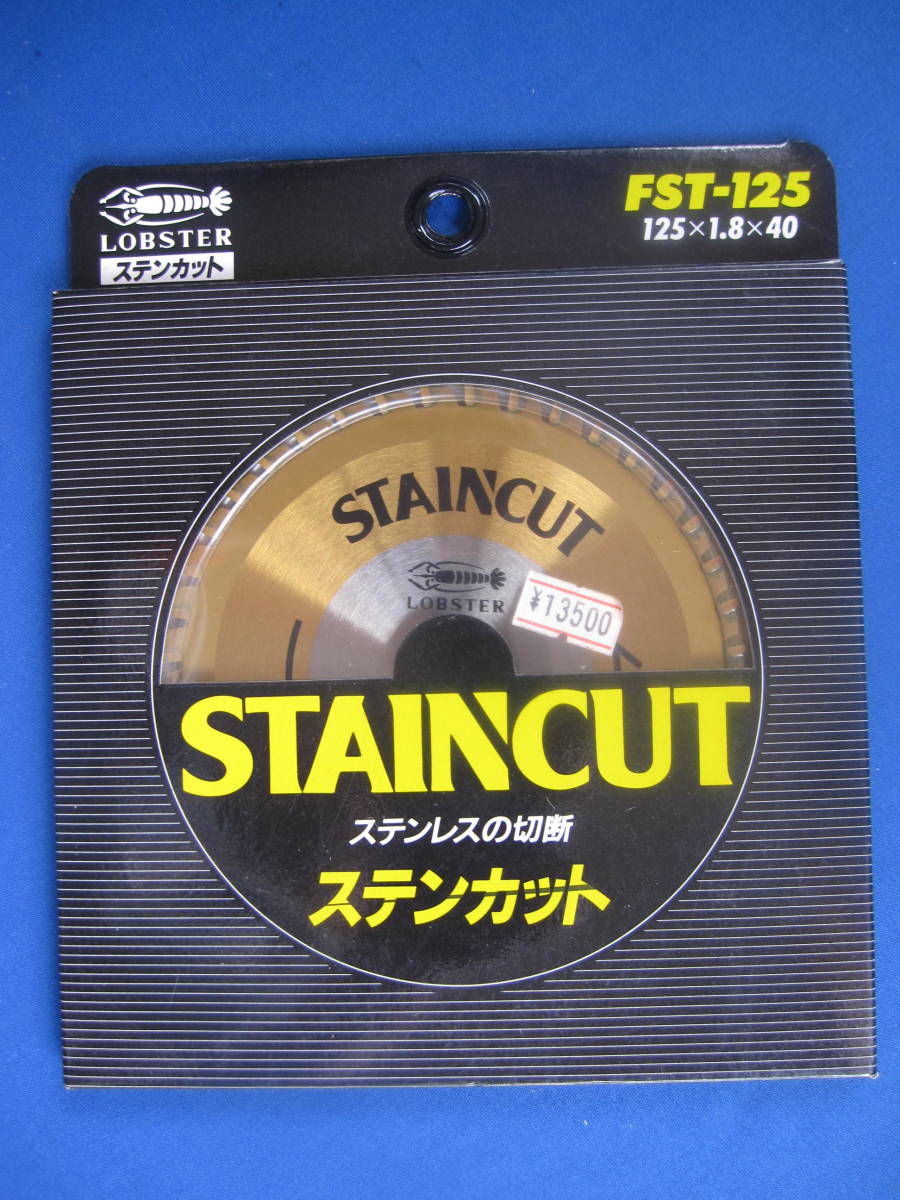 LOBSTER
ステンカット
FST-125
125×1.8×40
STAINCUT
LOBSTER
¥13500
STAINCUT
ステンレスの切断
ステンカット